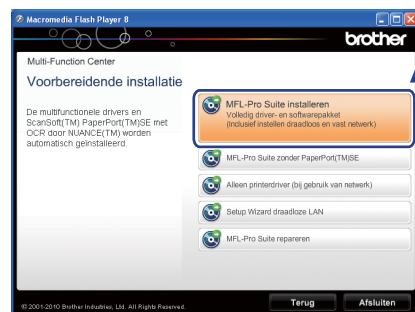 Macromedia Flash Player 8
brother
Multi-Function Center
Voorbereidende installatie
De multifunctionele drivers en
ScanSoft(TM) PaperPort(TM)SE met
OCR door NUANCE(TM) worden
automatisch geïnstalleerd.
MFL-Pro Suite installeren
Volledig driver- en softwarepakket
(Inclusief instellen draadloos en vast netwerk)
MFL-Pro Suite zonder PaperPort(TM)SE
Alleen printerdriver (bij gebruik van netwerk)
Setup Wizard draadloze LAN
MFL-Pro Suite repareren
© 2001-2010 Brother Industries, Ltd. All Rights Reserved.
Terug
Afsluiten